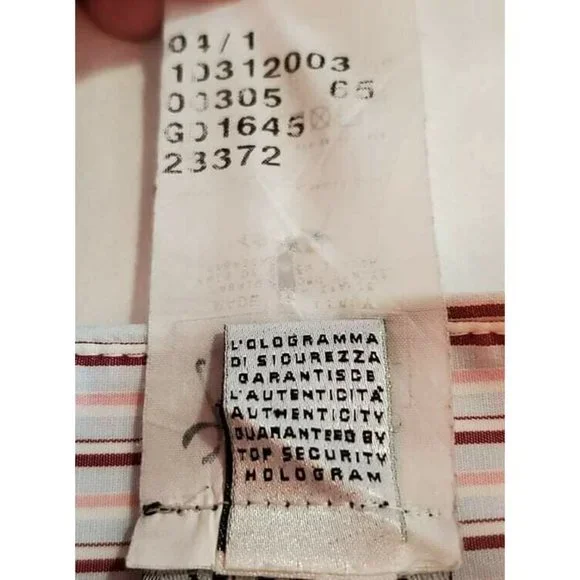 04/1
10312003
00305 65
G01645
23372
L'OLOGRAMMA
DI SICUREZZA
GARANTISCE
L'AUTENTICITÀ
AUTHENTICITY
GUARANTEED BY
TOP SECURITY
HOLOGRAM